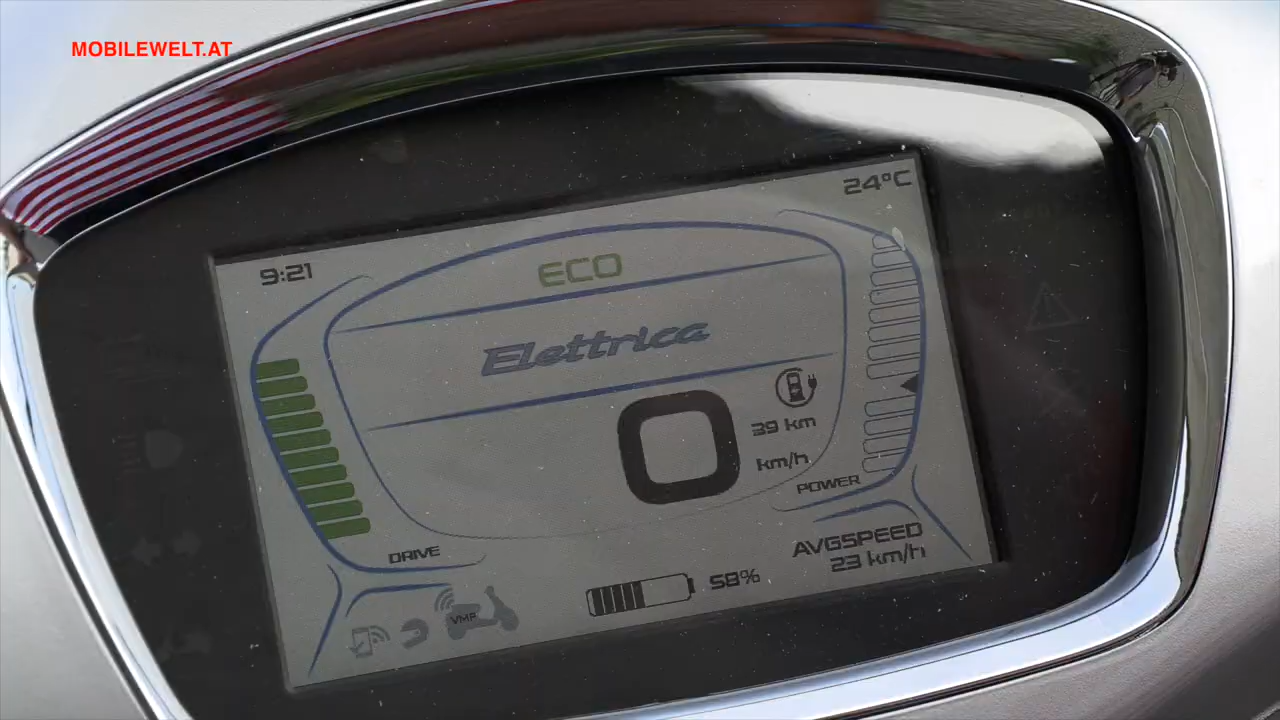 MOBILEWELT.AT
24°C
9:21
ECO
Elettrica
0
39 km
km/h
POWER
DRIVE
AVGSPEED
23 km/h
58%
VMP